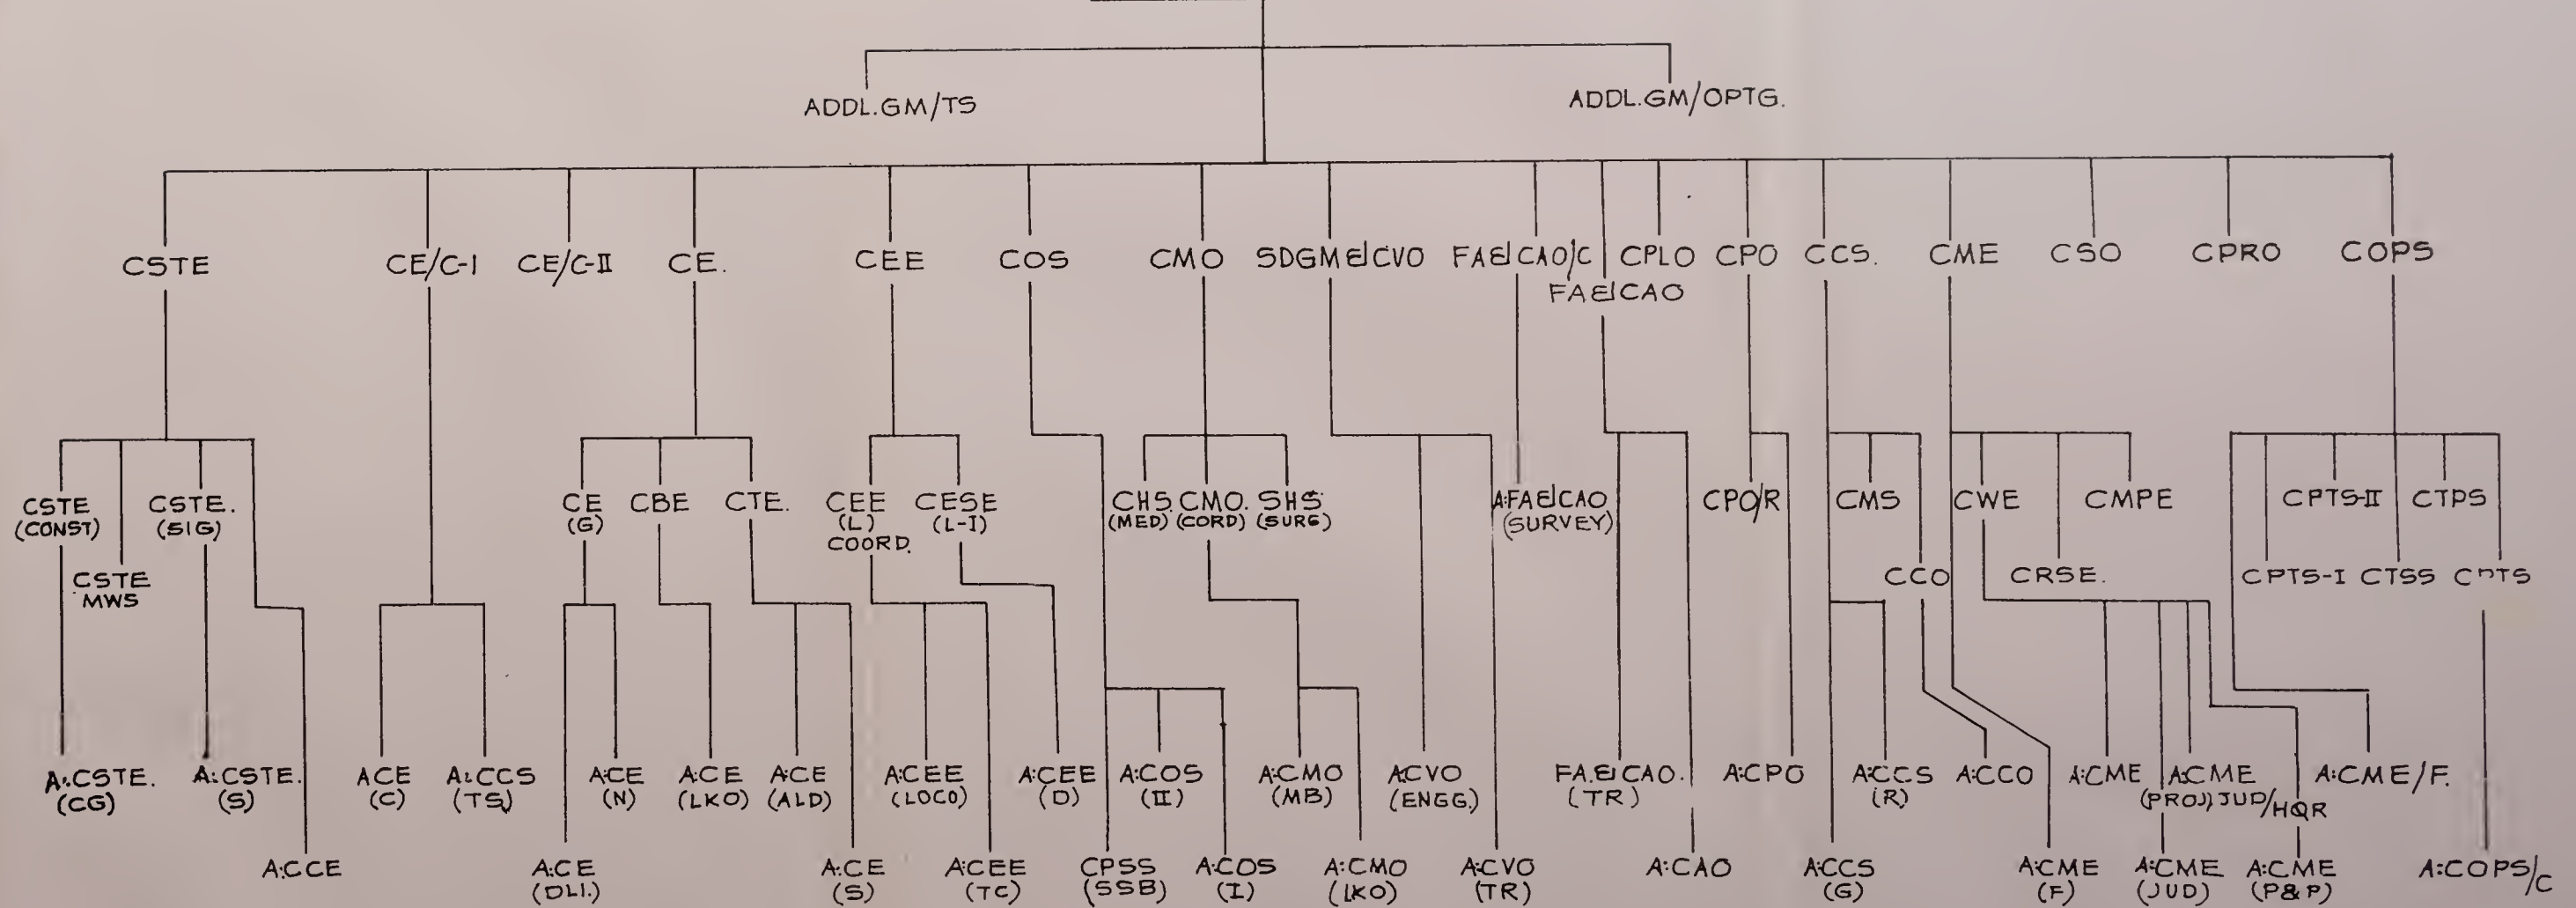 ADDL.GM/TS
ADDL.GM/OPTG.
CSTE
CE/C-I
CE/C-II
CE.
CEE
COS
CMO
SDGM&CVO
FA&CAO/C
FA&CAO
CPLO
CPO
CCS.
CME
CSO
CPRO
COPS
CSTE
(CONST)
CSTE
MWS
CSTE.
(SIG)
CE
(G)
CBE
CTE.
CEE
(L)
COORD.
CESE
(L-I)
CHS.
(MED)
CMO.
(CORD)
SHS
(SURG)
A:FA&CAO
(SURVEY)
CPO/R
CMS
CCO
CWE
CRSE.
CMPE
CPTS-I
CPTS-II
CTSS
CTPS
A:CSTE.
(CG)
A:CSTE.
(S)
A:CCE
ACE
(C)
A:CCS
(TS)
A:CE
(DLI.)
A:CE
(N)
A:CE
(LKO)
A:CE
(ALD)
A:CE
(S)
A:CEE
(LOCO)
A:CEE
(TC)
A:CEE
(D)
CPSS
(SSB)
A:COS
(II)
A:COS
(I)
A:CMO
(MB)
A:CMO
(LKO)
A:CVO
(ENGG.)
A:CVO
(TR)
FA.&CAO.
(TR)
A:CAO
A:CPO
A:CCS
(G)
A:CCS
(R)
A:CCO
A:CME
(F)
A:CME
A:CME
(JUD)
A:CME
(PROJ) JUD/HQR
A:CME
(P&P)
A:CME/F.
A:COPS/C